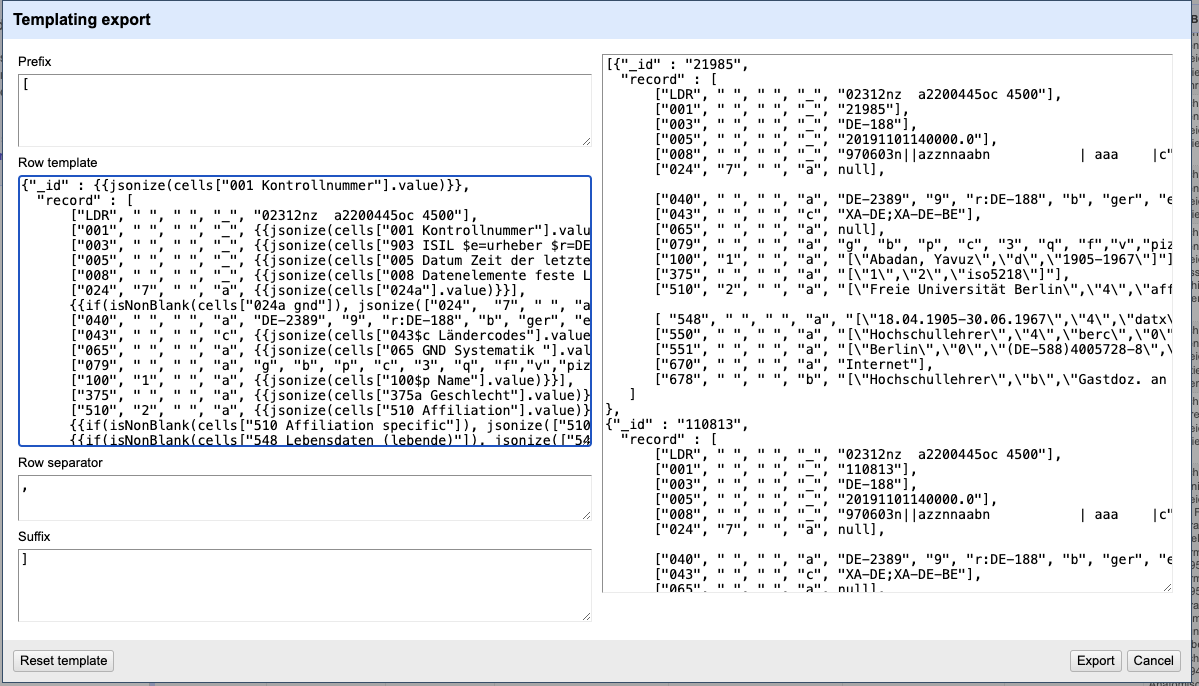 Templating export
Prefix
[
Row template
{"_id" : {{jsonize(cells["001 Kontrollnummer"].value)}},
"record" : [
["LDR", " ", " ", "_", "02312nz  a2200445oc 4500"],
["001", " ", " ", "_", {{jsonize(cells["001 Kontrollnummer"].valu
["003", " ", " ", "_", {{jsonize(cells["903 ISIL $e=urheber $r=DE
["005", " ", " ", "_", {{jsonize(cells["005 Datum Zeit der letzte
["008", " ", " ", "_", {{jsonize(cells["008 Datenelemente feste L
["024", "7", " ", "a", {{jsonize(cells["024a"].value)}}],
{{if(isNonBlank(cells["024a gnd"]), jsonize(["024", "7", " ", "a
["040", " ", " ", "a", "DE-2389", "9", "r:DE-188", "b", "ger", "e
["043", " ", " ", "c", {{jsonize(cells["043$c Ländercodes"].value
["065", " ", " ", "a", {{jsonize(cells["065 GND Systematik "].val
["079", " ", " ", "a", "g", "b", "p", "c", "3", "q", "f","v","piz
["100", "1", " ", "a", {{jsonize(cells["100$p Name"].value)}}],
["375", " ", " ", "a", {{jsonize(cells["375a Geschlecht"].value)}
["510", "2", " ", "a", {{jsonize(cells["510 Affiliation"].value)}
{{if(isNonBlank(cells["510 Affiliation specific"]), jsonize(["510
{{if(isNonBlank(cells["548 Lebensdaten (lebende)"]), jsonize(["54
Row separator
,
Suffix
]
[{"_id" : "21985",
"record" : [
["LDR", " ", " ", "_", "02312nz  a2200445oc 4500"],
["001", " ", " ", "_", "21985"],
["003", " ", " ", "_", "DE-188"],
["005", " ", " ", "_", "20191101140000.0"],
["008", " ", " ", "_", "970603n||azznnaabn           | aaa    |c"
["024", "7", " ", "a", null],
["040", " ", " ", "a", "DE-2389", "9", "r:DE-188", "b", "ger", "e
["043", " ", " ", "c", "XA-DE;XA-DE-BE"],
["065", " ", " ", "a", null],
["079", " ", " ", "a", "g", "b", "p", "c", "3", "q", "f","v","piz
["100", "1", " ", "a", "[\"Abadan, Yavuz\",\"d\",\"1905-1967\"]"]
["375", " ", " ", "a", "[\"1\",\"2\",\"iso5218\"]"],
["510", "2", " ", "a", "[\"Freie Universität Berlin\",\"4\",\"aff
[ "548", " ", " ", "a", "[\"18.04.1905-30.06.1967\",\"4\",\"datx\
["550", " ", " ", "a", "[\"Hochschullehrer\",\"4\",\"berc\",\"0\"
["551", " ", " ", "a", "[\"Berlin\",\"0\",\"(DE-588)4005728-8\",\
["670", " ", " ", "a", "Internet"],
["678", " ", " ", "b", "[\"Hochschullehrer\",\"b\",\"Gastdoz. an
]
},
{"_id" : "110813",
"record" : [
["LDR", " ", " ", "_", "02312nz  a2200445oc 4500"],
["001", " ", " ", "_", "110813"],
["003", " ", " ", "_", "DE-188"],
["005", " ", " ", "_", "20191101140000.0"],
["008", " ", " ", "_", "970603n||azznnaabn           | aaa    |c"
["024", "7", " ", "a", null],
["040", " ", " ", "a", "DE-2389", "9", "r:DE-188", "b", "ger", "e
["043", " ", " ", "c", "XA-DE;XA-DE-BE"],
["065", " ", " ", "a", null],
Reset template
Export
Cancel